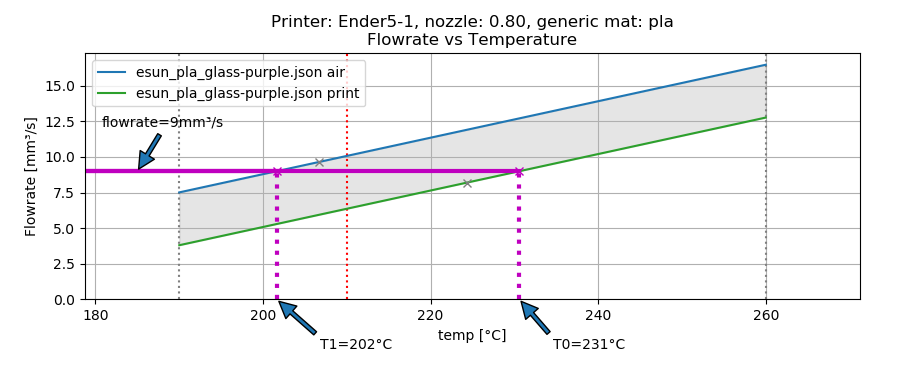 Printer: Ender5-1, nozzle: 0.80, generic mat: pla
Flowrate vs Temperature
esun_pla_glass-purple.json air
esun_pla_glass-purple.json print
flowrate=9mm³/s
Flowrate [mm³/s]
15.0
12.5
10.0
7.5
5.0
2.5
0.0
180
200
220
240
260
temp [°C]
T1=202°C
T0=231°C